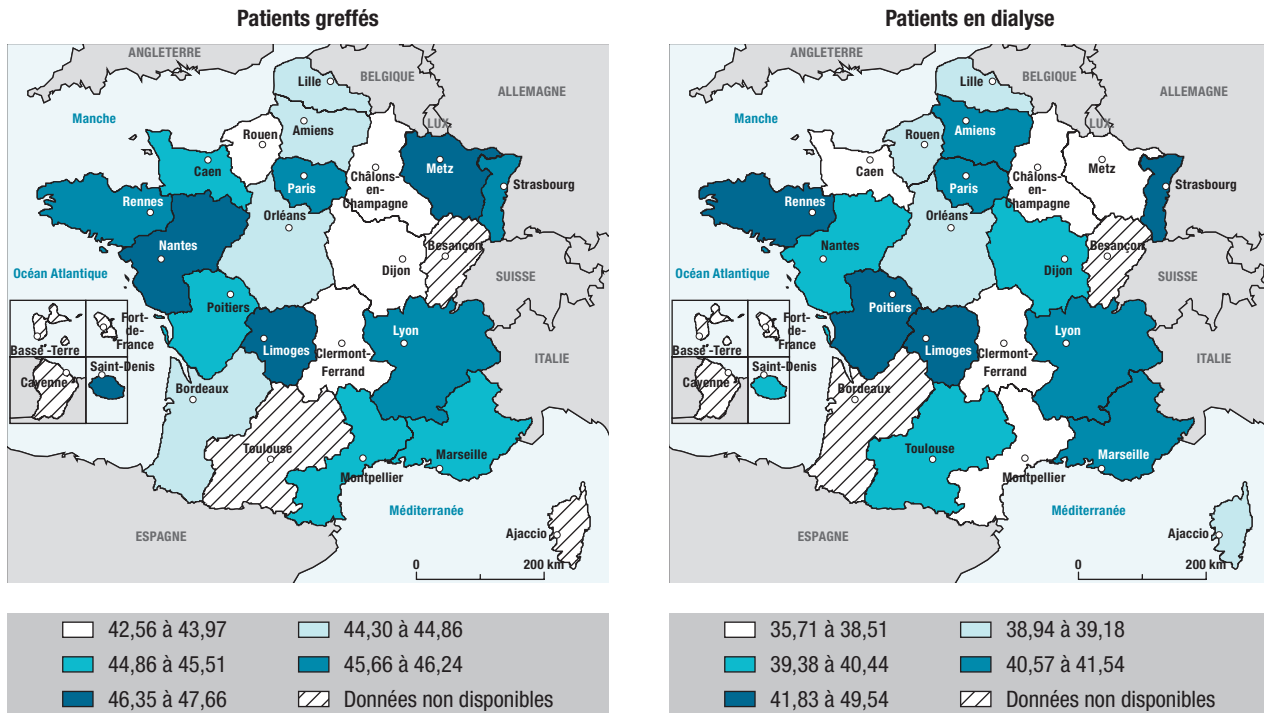 Patients greffés
ANGLETERRE
BELGIQUE
ALLEMAGNE
LUX.
Manche
Lille
Amiens
Rouen
Caen
Paris
Châlons-
en-
Champagne
Metz
Strasbourg
Rennes
Orléans
Nantes
Besançon
Dijon
Océan Atlantique
SUISSE
Poitiers
Fort-
de-
France
Basse-Terre
Limoges
Lyon
Clermont-
Ferrand
ITALIE
Saint-Denis
Cayenne
Bordeaux
Toulouse
Marseille
Montpellier
Méditerranée
ESPAGNE
Ajaccio
0 200 km
42,56 à 43,97
44,30 à 44,86
44,86 à 45,51
45,66 à 46,24
46,35 à 47,66
Données non disponibles
Patients en dialyse
ANGLETERRE
BELGIQUE
ALLEMAGNE
LUX.
Manche
Lille
Amiens
Rouen
Caen
Paris
Châlons-
en-
Champagne
Metz
Strasbourg
Rennes
Orléans
Nantes
Besançon
Dijon
Océan Atlantique
SUISSE
Poitiers
Fort-
de-
France
Basse-Terre
Limoges
Lyon
Clermont-
Ferrand
ITALIE
Saint-Denis
Cayenne
Bordeaux
Toulouse
Marseille
Montpellier
Méditerranée
ESPAGNE
Ajaccio
0 200 km
35,71 à 38,51
38,94 à 39,18
39,38 à 40,44
40,57 à 41,54
41,83 à 49,54
Données non disponibles